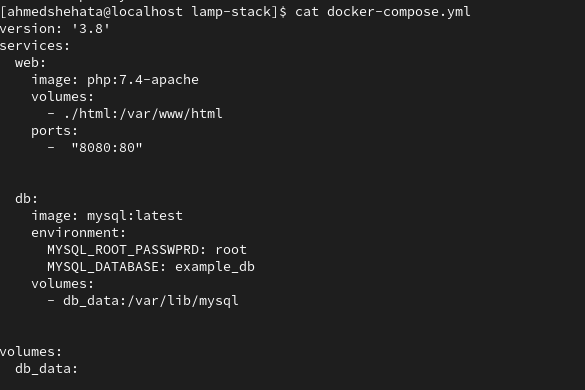 [ahmedshehata@localhost lamp-stack]$ cat docker-compose.yml
version: '3.8'
services:
  web:
    image: php:7.4-apache
    volumes:
      - ./html:/var/www/html
    ports:
      -  "8080:80"
  db:
    image: mysql:latest
    environment:
      MYSQL_ROOT_PASSWPRD: root
      MYSQL_DATABASE: example_db
    volumes:
      - db_data:/var/lib/mysql
volumes:
  db_data: